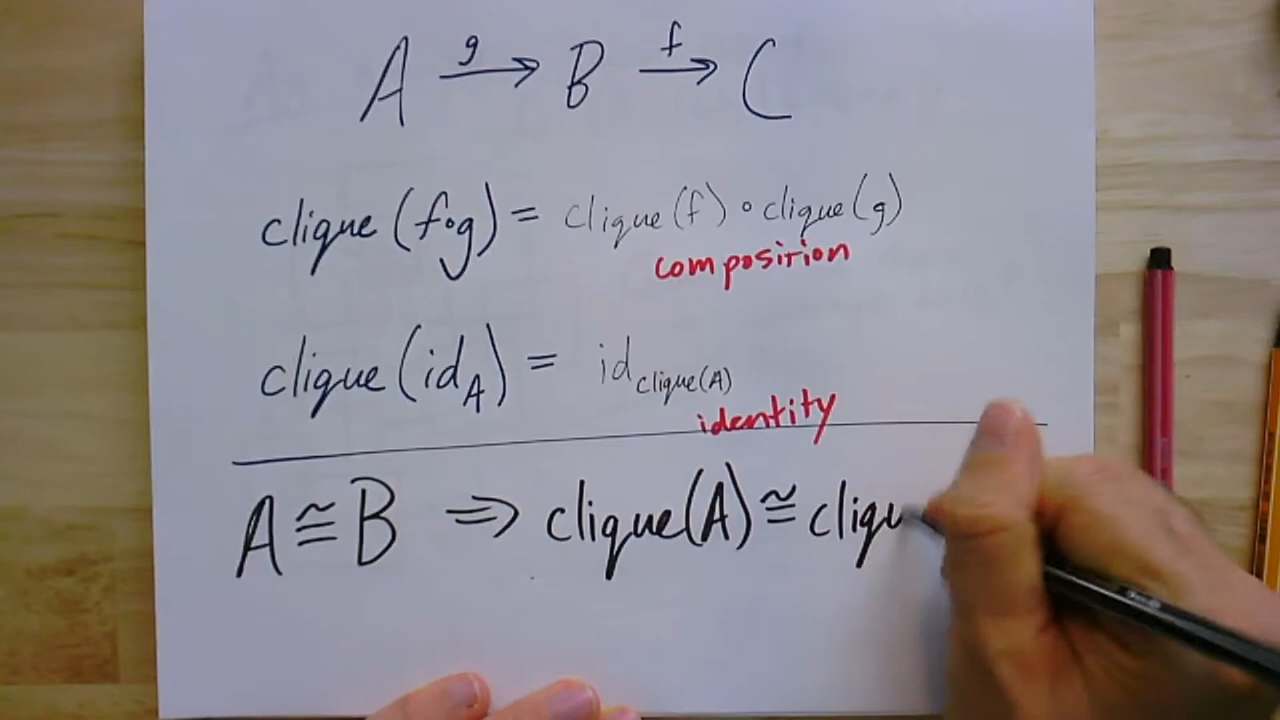 A g→ B f→ C
clique(f∘g) = clique(f) ∘ clique(g)
composition
clique(id_A) = id_clique(A)
identity
A ≅ B ⇒ clique(A) ≅ cliqu